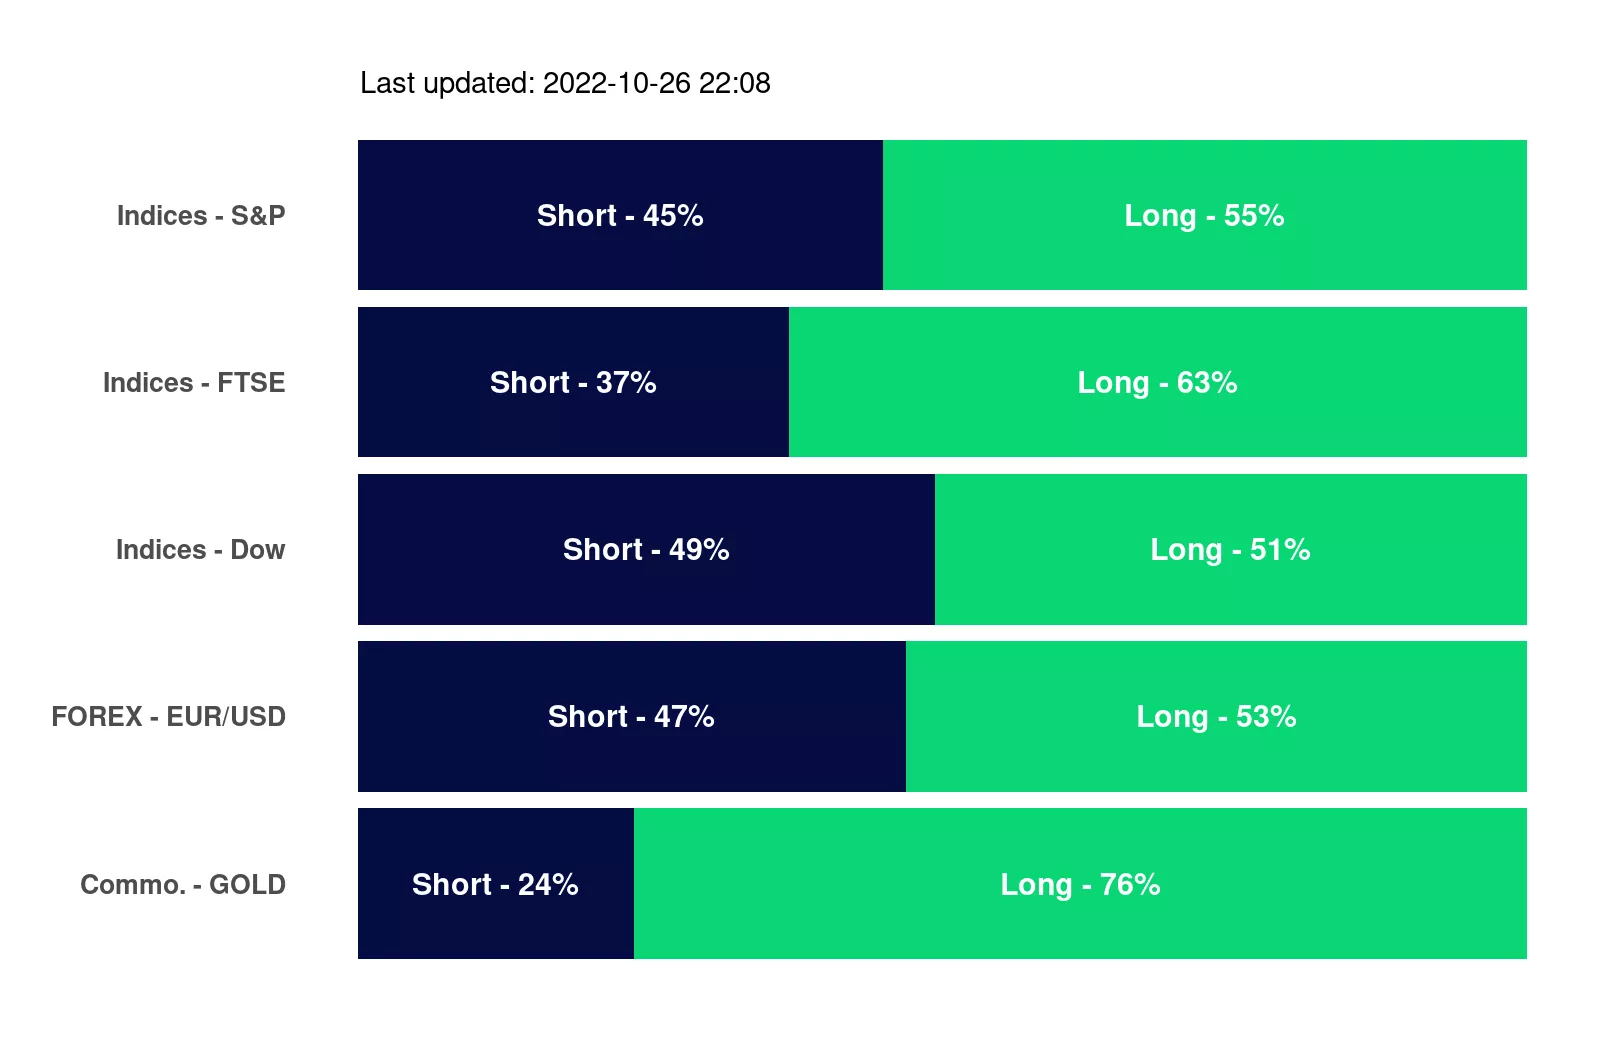 Last updated: 2022-10-26 22:08
Indices - S&P Short - 45% Long - 55%
Indices - FTSE Short - 37% Long - 63%
Indices - Dow Short - 49% Long - 51%
FOREX - EUR/USD Short - 47% Long - 53%
Commo. - GOLD Short - 24% Long - 76%